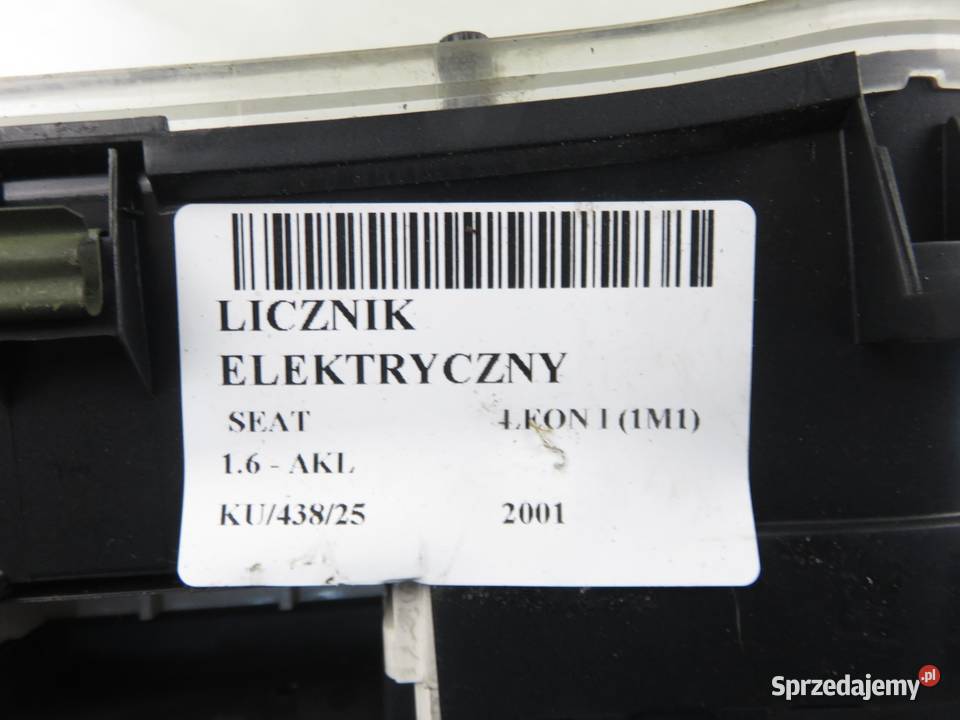 LICZNIK
ELEKTRYCZNY
SEAT LEON I (1M1)
1.6 - AKL
KU/438/25 2001
Sprzedajemy.pl